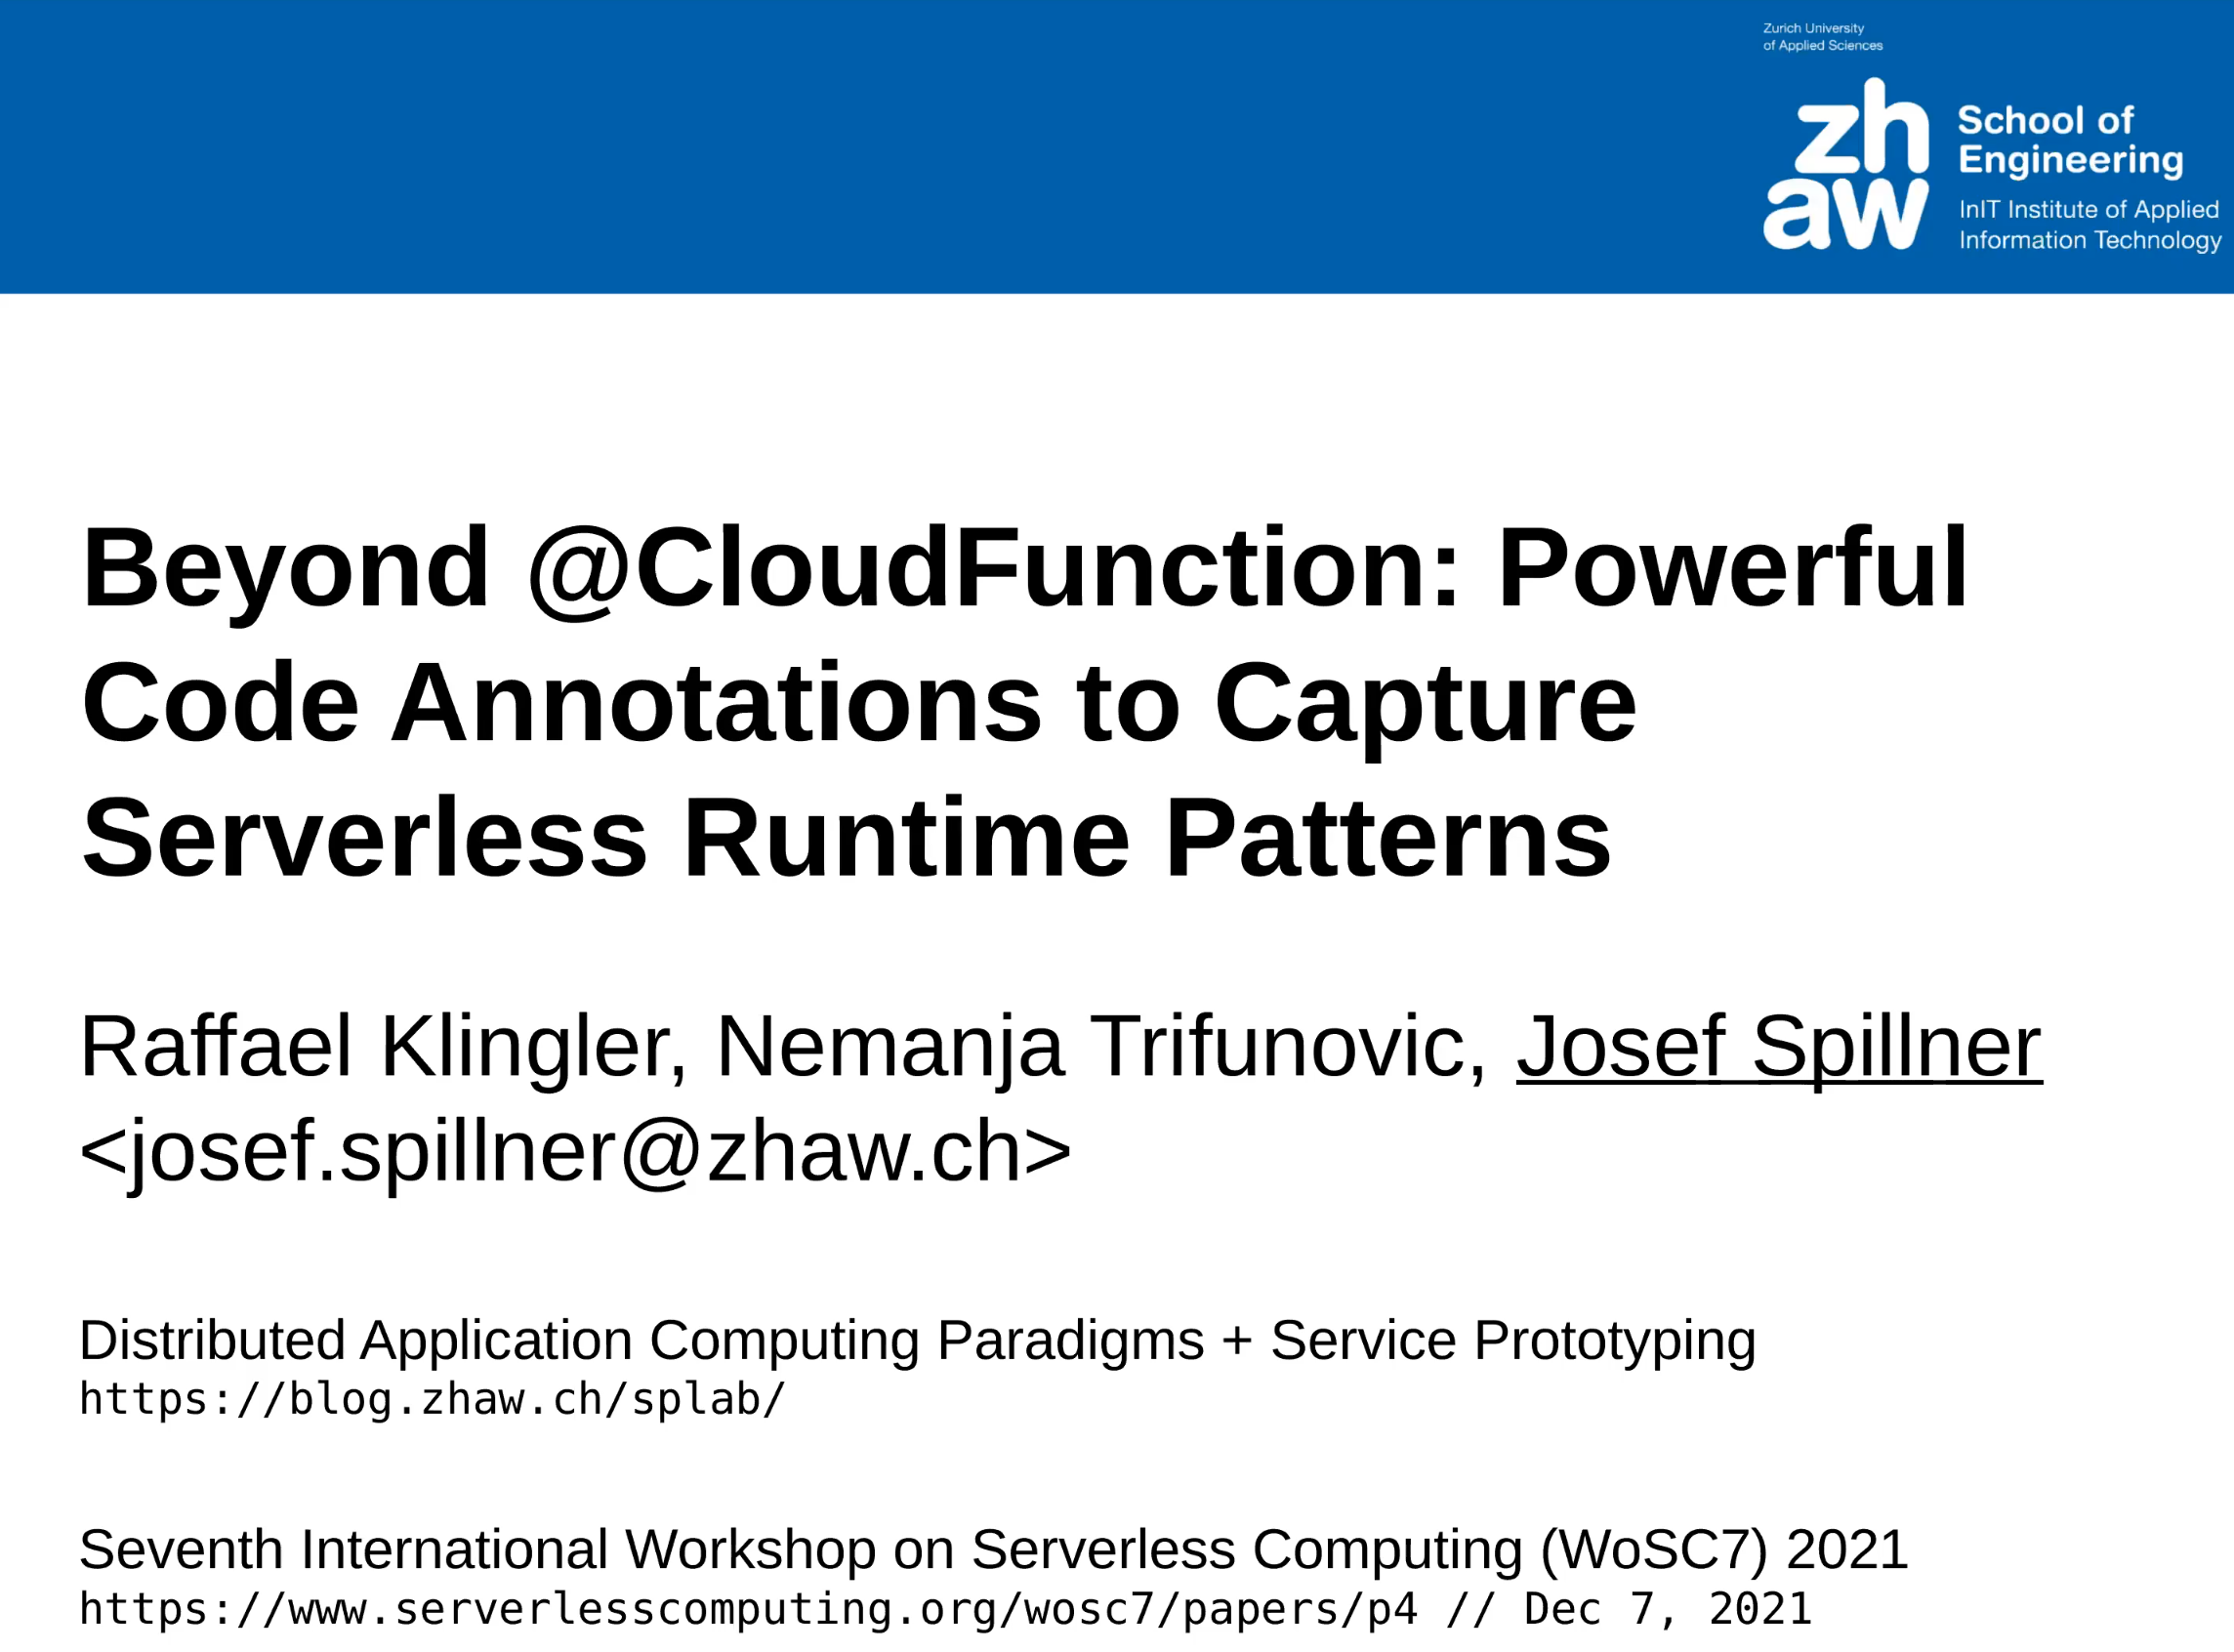 Zurich University
of Applied Sciences
zh
aw
School of
Engineering
InIT Institute of Applied
Information Technology
Beyond @CloudFunction: Powerful
Code Annotations to Capture
Serverless Runtime Patterns
Raffael Klingler, Nemanja Trifunovic, Josef Spillner
<josef.spillner@zhaw.ch>
Distributed Application Computing Paradigms + Service Prototyping
https://blog.zhaw.ch/splab/
Seventh International Workshop on Serverless Computing (WoSC7) 2021
https://www.serverlesscomputing.org/wosc7/papers/p4 // Dec 7, 2021